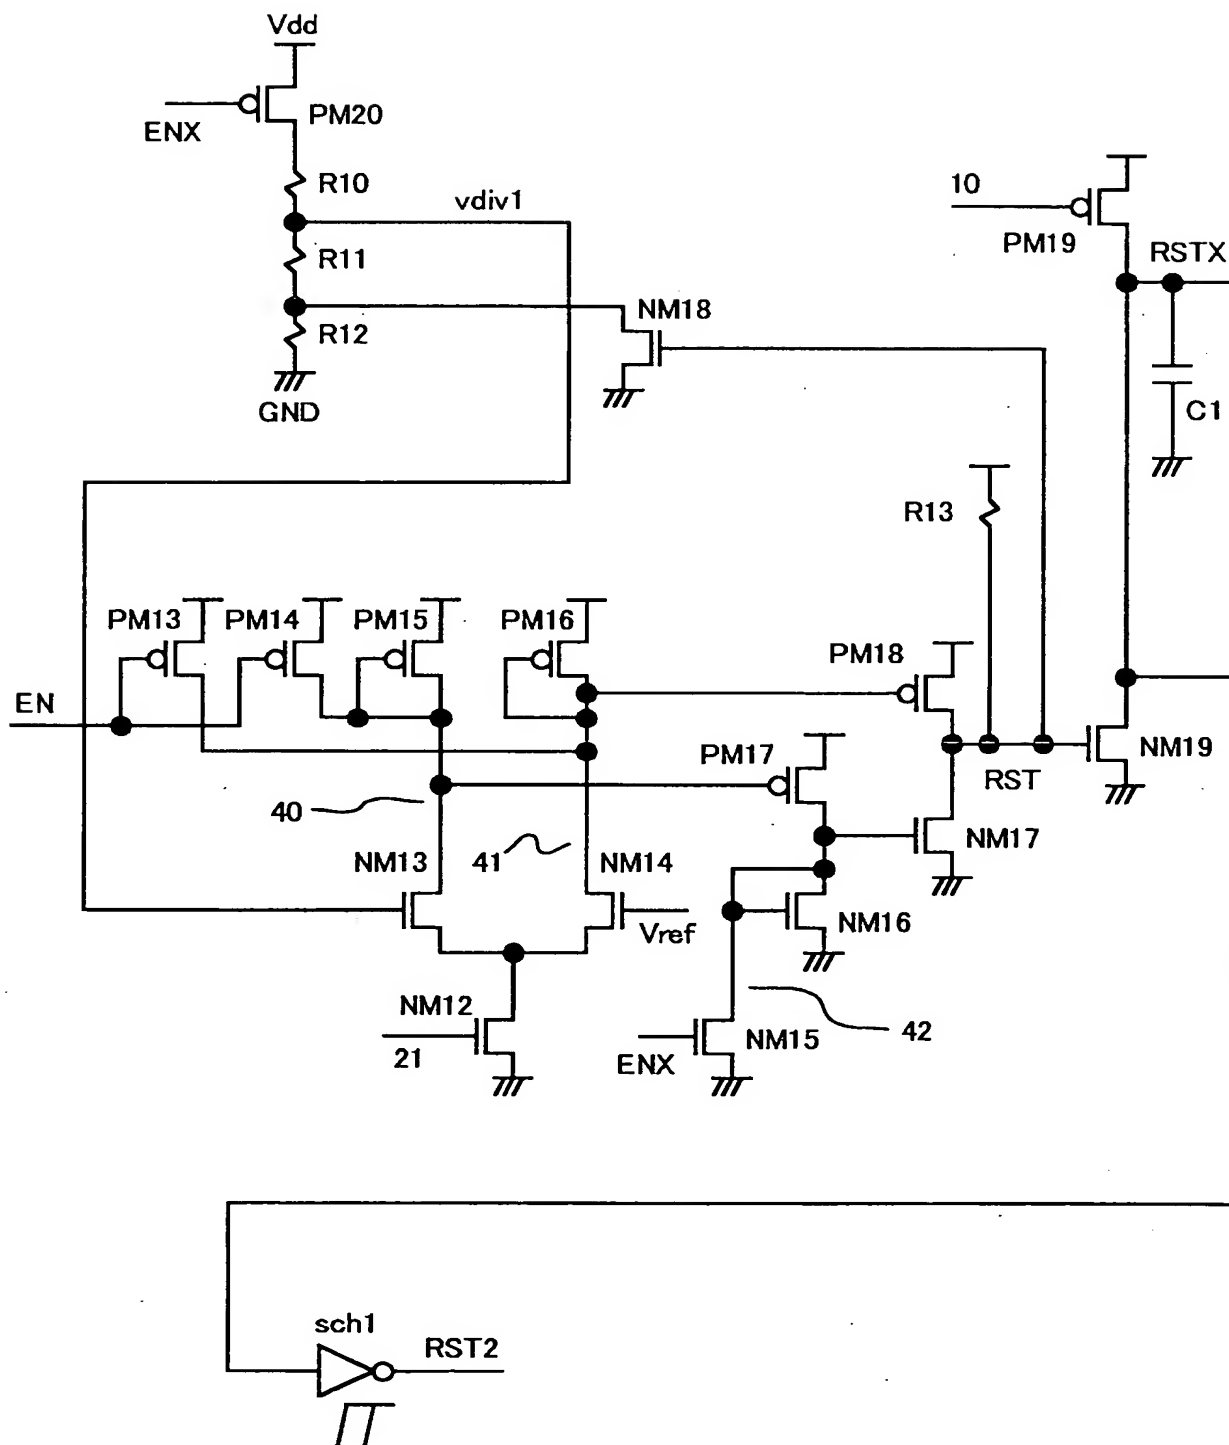 Vdd
ENX
PM20
R10
vdiv1
10
PM19
RSTX
R11
R12
NM18
GND
C1
R13
PM13
PM14
PM15
PM16
PM18
EN
PM17
RST
NM19
40
41
NM13
NM14
NM17
Vref
NM16
NM12
21
ENX
NM15
42
sch1
RST2